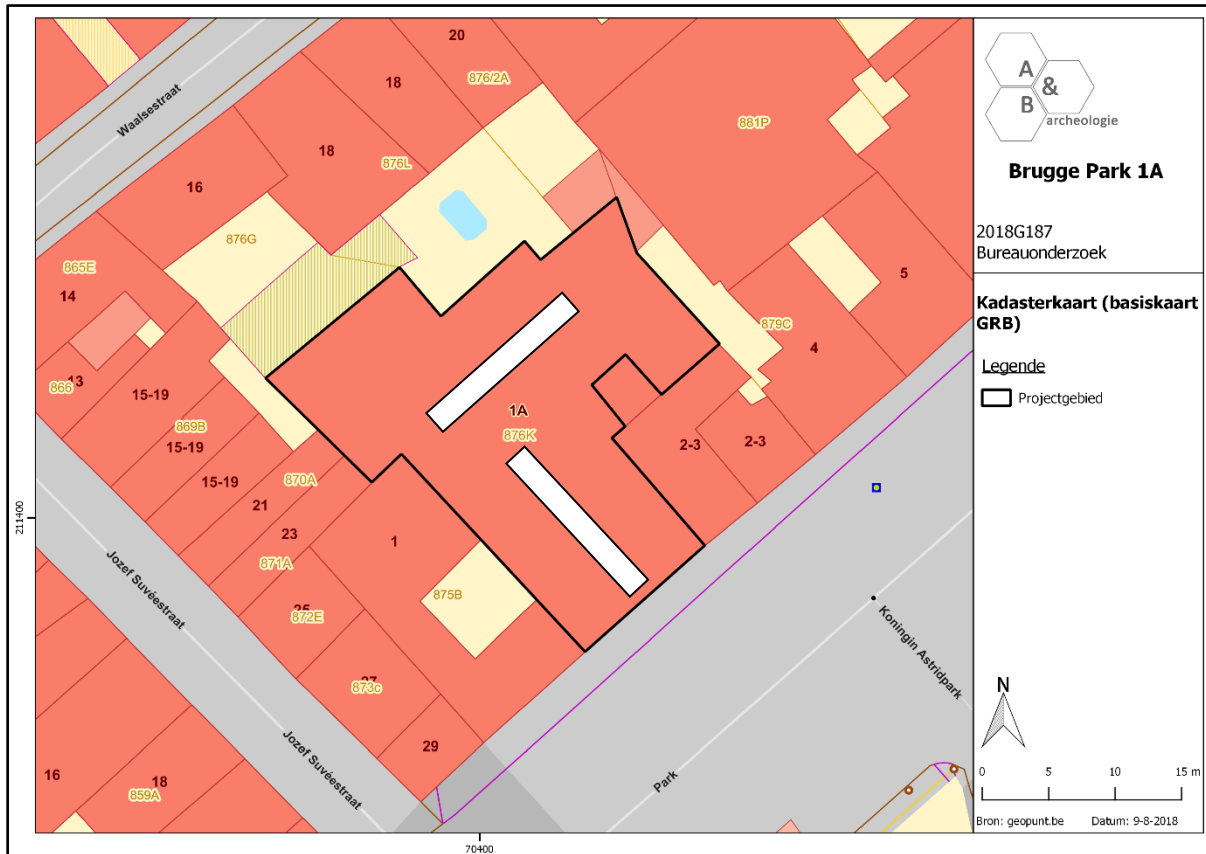 Waalsestraat
20
876/2A
18
18
876L
16
876G
881P
865E
14
13
866
15-19
869B
15-19
15-19
870A
21
23
871A
25
872E
27
873c
29
1
875B
1A
876K
2-3
2-3
4
879C
5
Jozef Suvéestraat
Jozef Suvéestraat
16
18
859A
Park
Koningin Astridpark
211400
70400
A
&
B
archeologie
Brugge Park 1A
2018G187
Bureauonderzoek
Kadasterkaart (basiskaart
GRB)
Legende
Projectgebied
N
0 5 10 15 m
Bron: geopunt.be Datum: 9-8-2018